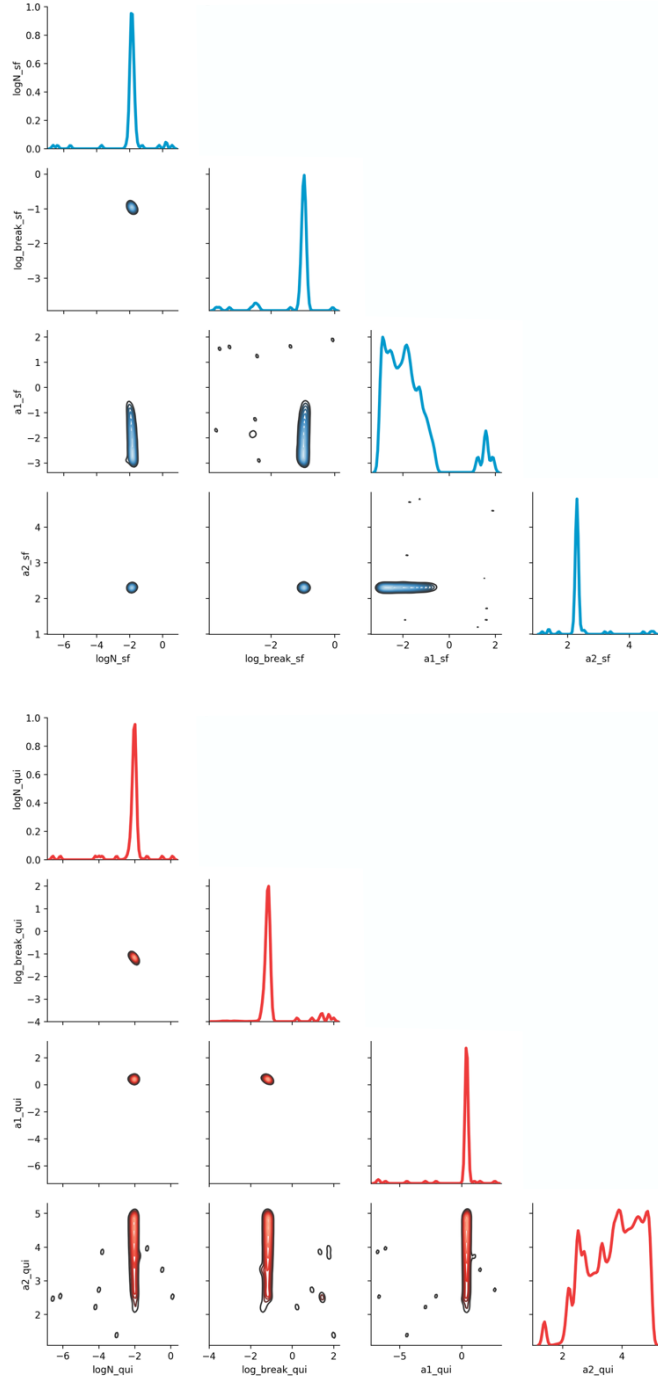 1.0
0.8
0.6
0.4
0.2
0.0
logN_sf
−6 −4 −2 0
0
−1
−2
−3
log_break_sf
2
1
0
−1
−2
−3
a1_sf
4
3
2
1
a2_sf
−6 −4 −2 0
logN_sf
−2 0
log_break_sf
−2 0
a1_sf
2 4
a2_sf
1.0
0.8
0.6
0.4
0.2
0.0
logN_qui
2
1
0
−1
−2
−3
−4
log_break_qui
2
0
−2
−4
−6
a1_qui
5
4
3
2
a2_qui
−6 −4 −2 0
logN_qui
−4 −2 0 2
log_break_qui
−5 0
a1_qui
2 4
a2_qui